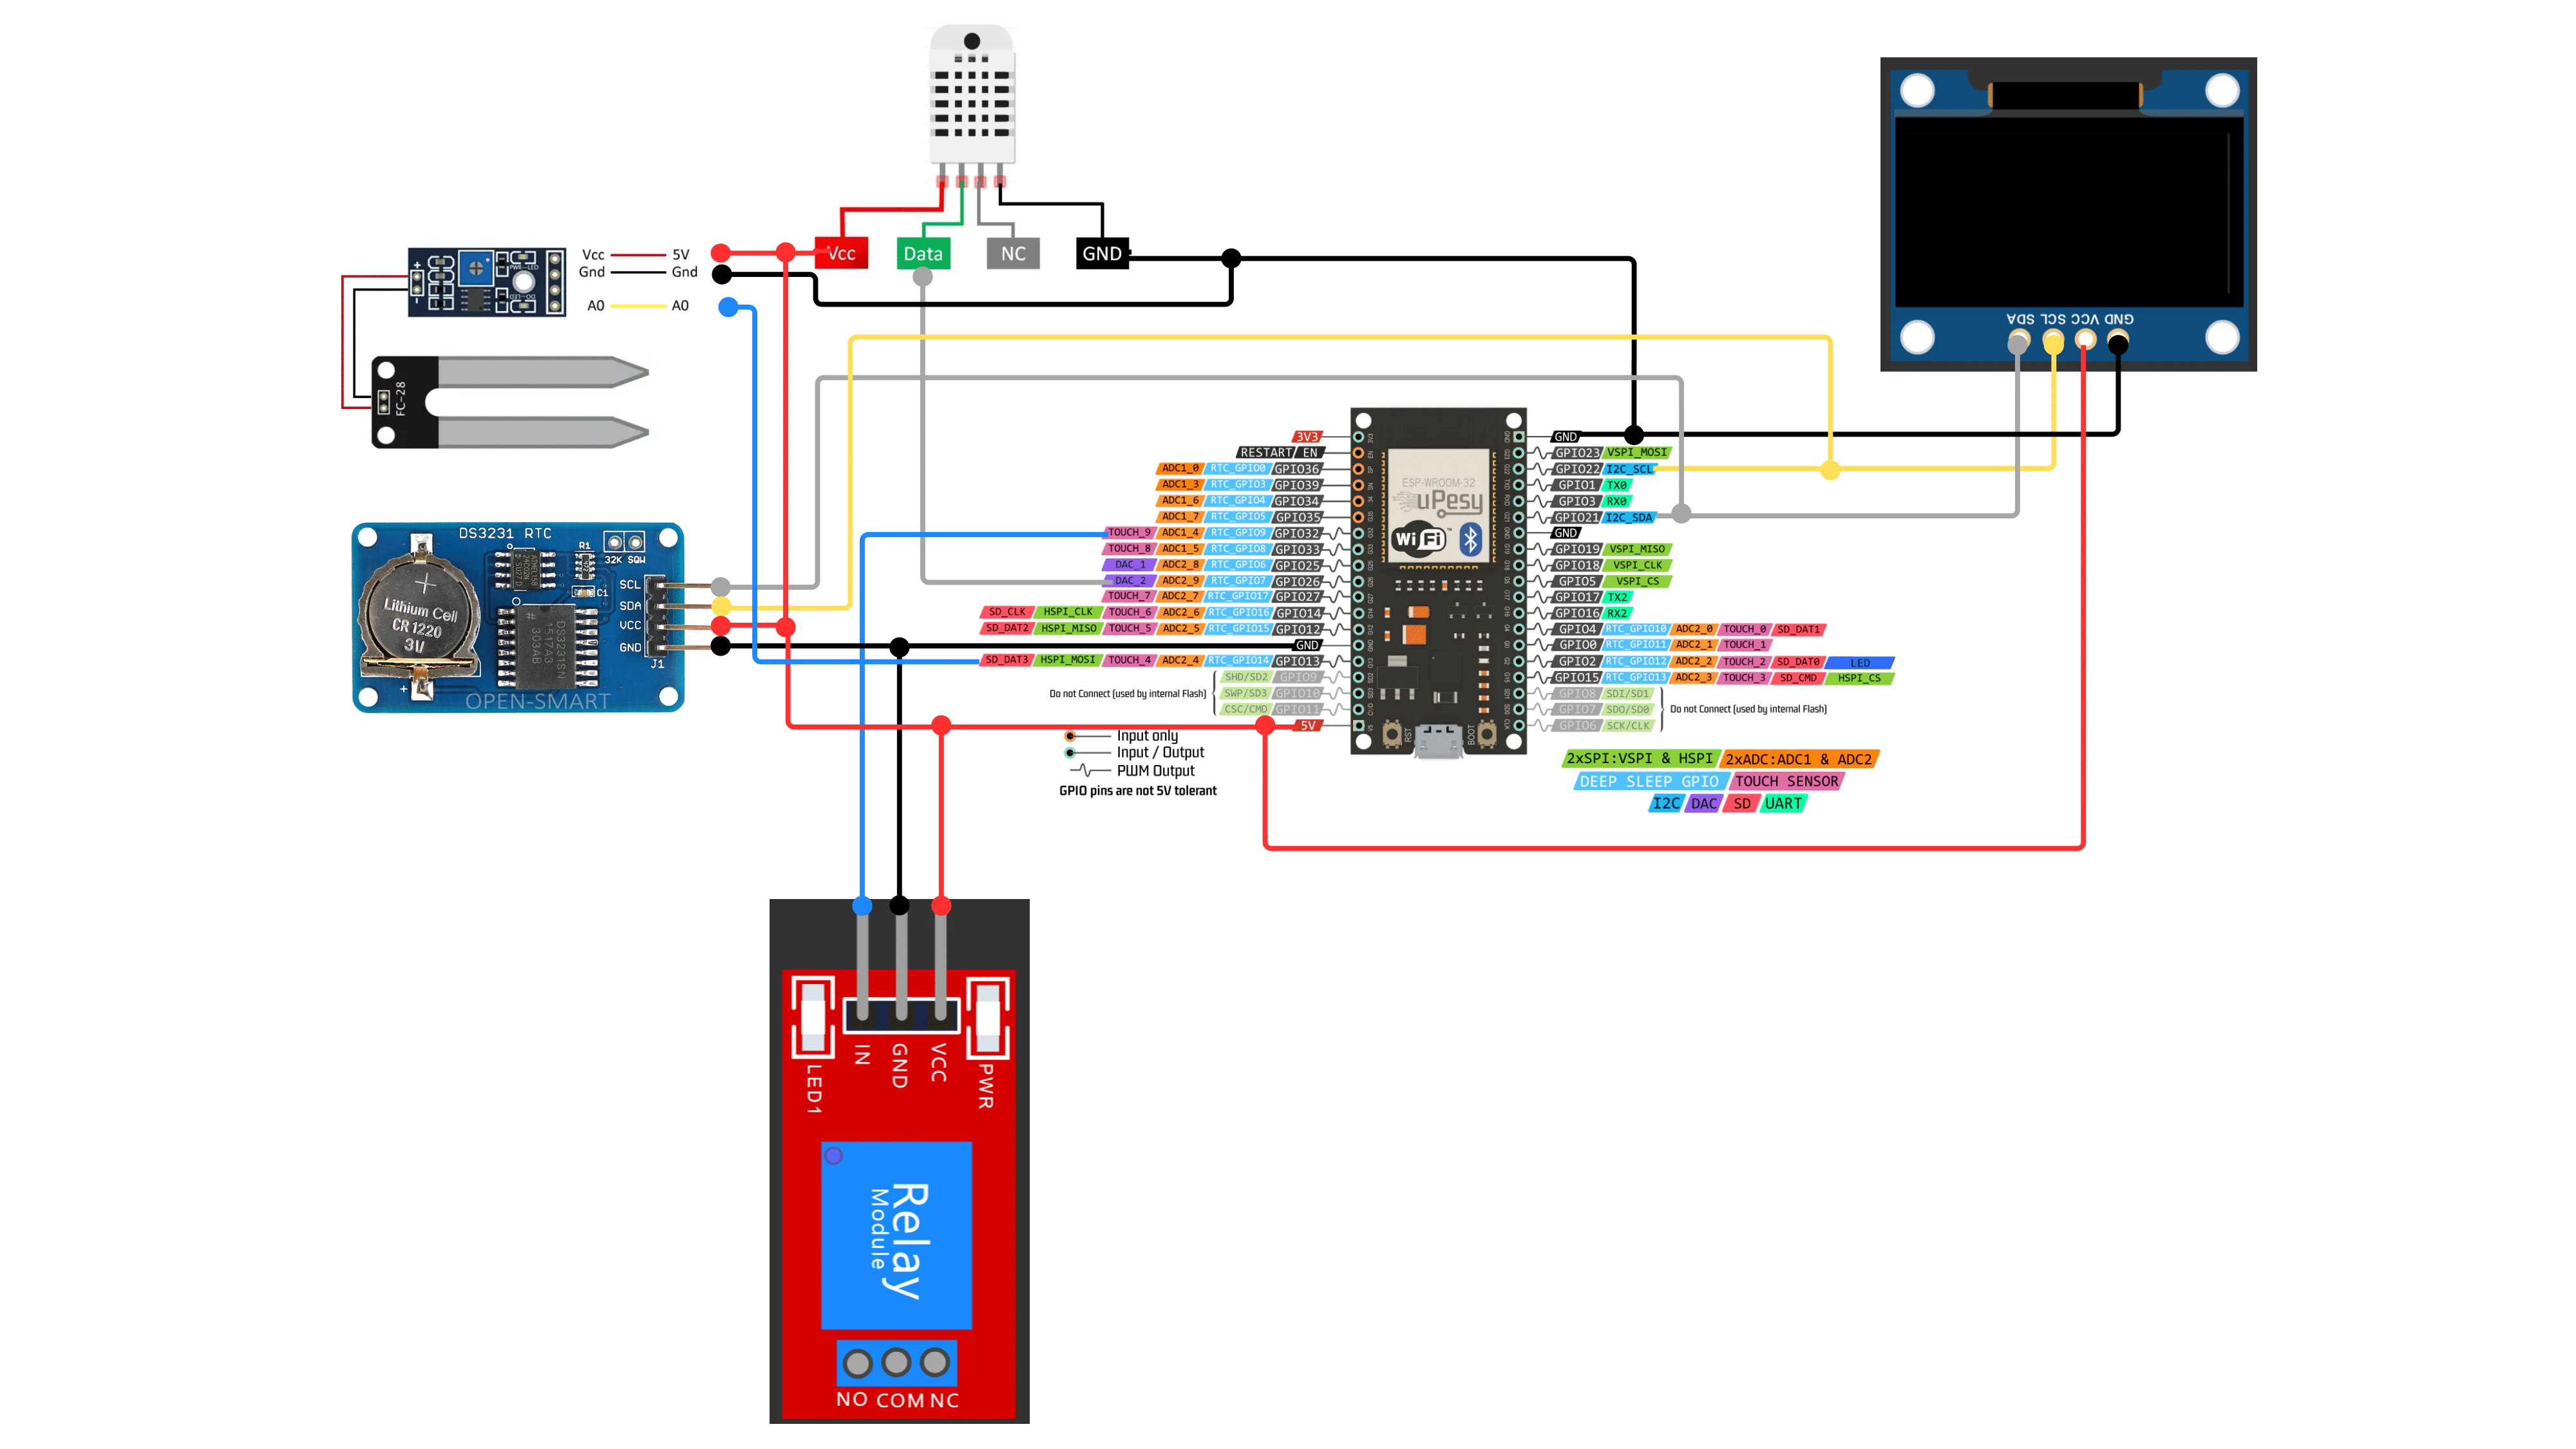 Vcc Data NC GND
Vcc 5V
Gnd Gnd
A0 A0
+
-
PWR-LED
DO-LED
FC-28
SDA SCL VCC GND
DS3231 RTC
R1
32K SQW
C1
SCL
SDA
VCC
GND
J1
+
Lithium Cell
CR 1220
3V
DS3231SN
OPEN-SMART
3V3
RESTART EN
ADC1_0 RTC_GPIO0 GPIO36
ADC1_3 RTC_GPIO3 GPIO39
ADC1_6 RTC_GPIO4 GPIO34
ADC1_7 RTC_GPIO5 GPIO35
TOUCH_9 ADC1_4 RTC_GPIO9 GPIO32
TOUCH_8 ADC1_5 RTC_GPIO8 GPIO33
DAC_1 ADC2_8 RTC_GPIO6 GPIO25
DAC_2 ADC2_9 RTC_GPIO7 GPIO26
TOUCH_7 ADC2_7 RTC_GPIO17 GPIO27
SD_CLK HSPI_CLK TOUCH_6 ADC2_6 RTC_GPIO16 GPIO14
SD_DAT2 HSPI_MISO TOUCH_5 ADC2_5 RTC_GPIO15 GPIO12
GND
SD_DAT3 HSPI_MOSI TOUCH_4 ADC2_4 RTC_GPIO14 GPIO13
SHD/SD2 GPIO9
Do not Connect (used by internal Flash) SWP/SD3 GPIO10
CSC/CMD GPIO11
5V
Input only
Input / Output
PWM Output
GPIO pins are not 5V tolerant
ESP-WROOM-32
uPesy
WiFi
RST
BOOT
GND
GPIO23 VSPI_MOSI
GPIO22 I2C_SCL
GPIO1 TX0
GPIO3 RX0
GPIO21 I2C_SDA
GND
GPIO19 VSPI_MISO
GPIO18 VSPI_CLK
GPIO5 VSPI_CS
GPIO17 TX2
GPIO16 RX2
GPIO4 RTC_GPIO10 ADC2_0 TOUCH_0 SD_DAT1
GPIO0 RTC_GPIO11 ADC2_1 TOUCH_1
GPIO2 RTC_GPIO12 ADC2_2 TOUCH_2 SD_DAT0 LED
GPIO15 RTC_GPIO13 ADC2_3 TOUCH_3 SD_CMD HSPI_CS
GPIO8 SDI/SD1
GPIO7 SDO/SD0 Do not Connect (used by internal Flash)
GPIO6 SCK/CLK
2xSPI:VSPI & HSPI 2xADC:ADC1 & ADC2
DEEP SLEEP GPIO TOUCH SENSOR
I2C DAC SD UART
LED1
IN
GND
VCC
PWR
Relay
Module
NO COM NC